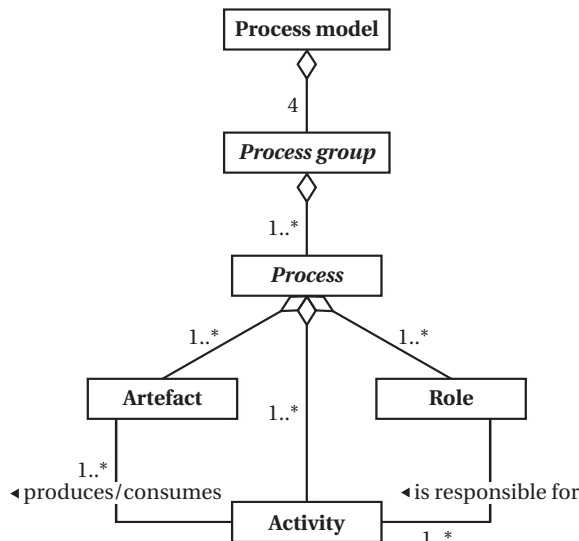 Process model
4
Process group
1..*
Process
1..*
1..*
Artefact
Role
1..*
1..*
◂ produces/consumes
◂ is responsible for
Activity
1..*